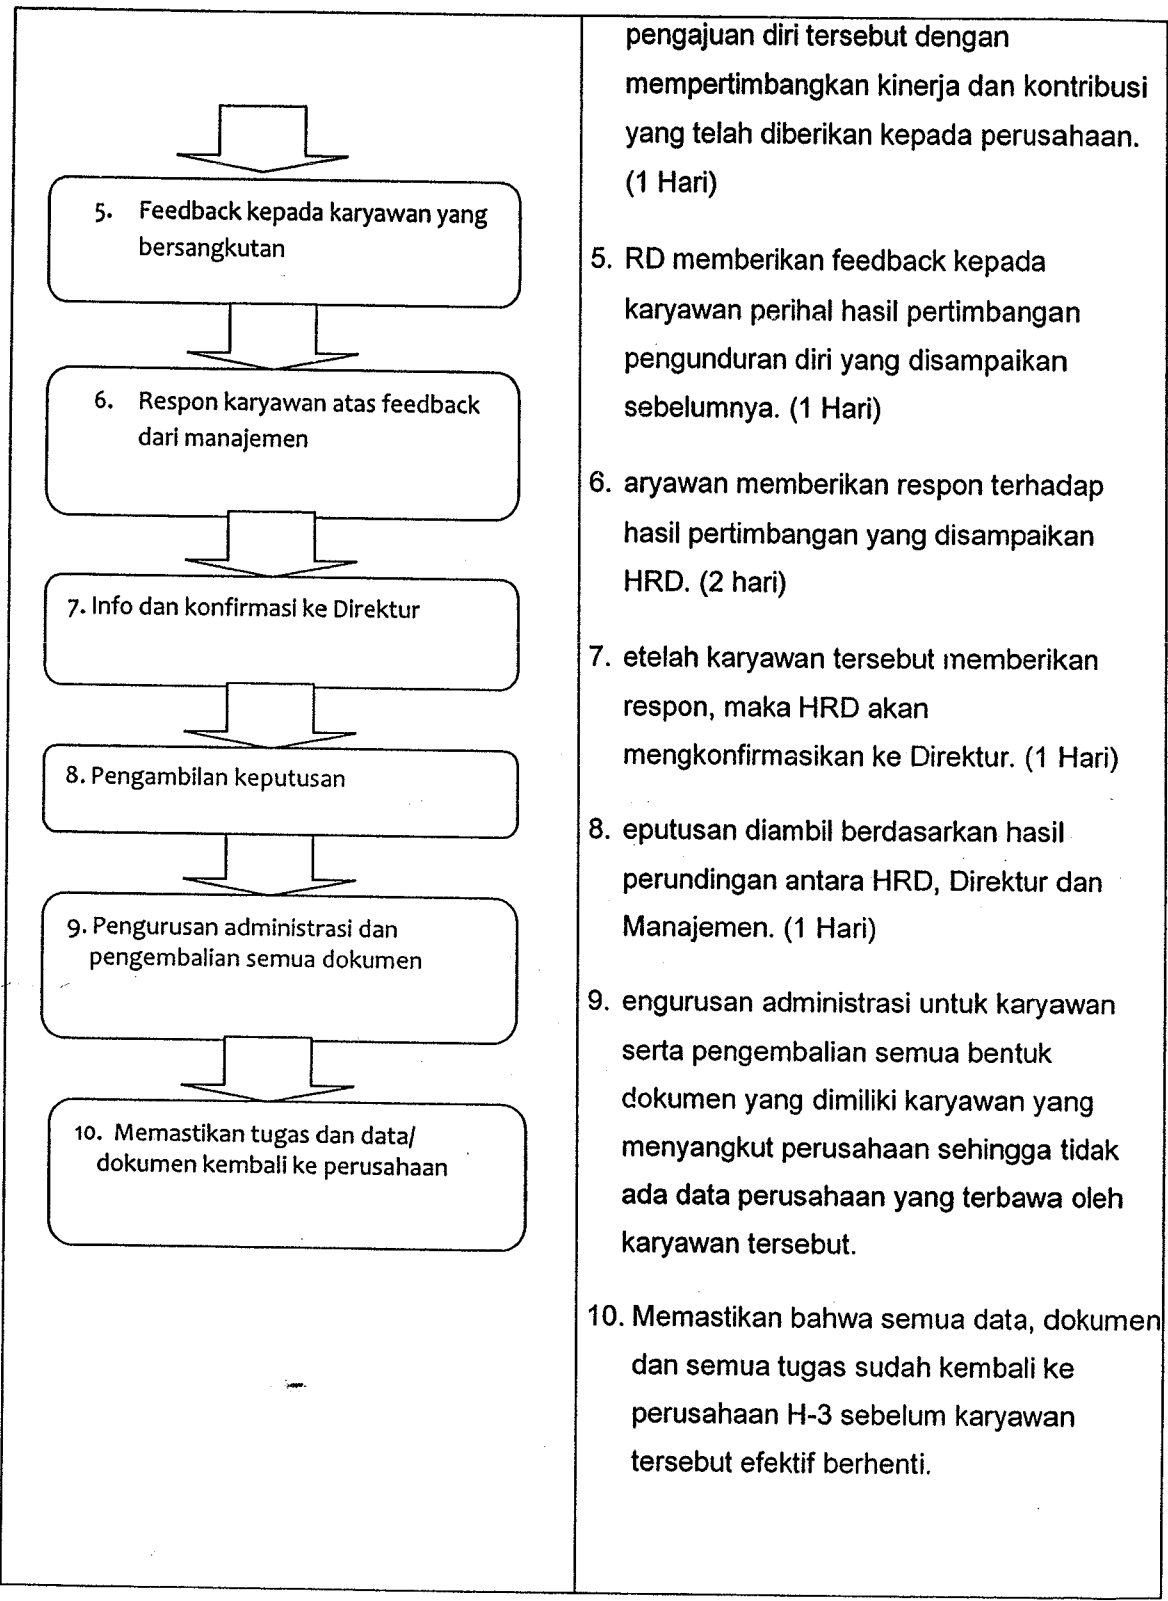 5. Feedback kepada karyawan yang
bersangkutan
6. Respon karyawan atas feedback
dari manajemen
7. Info dan konfirmasi ke Direktur
8. Pengambilan keputusan
9. Pengurusan administrasi dan
pengembalian semua dokumen
10. Memastikan tugas dan data/
dokumen kembali ke perusahaan
pengajuan diri tersebut dengan
mempertimbangkan kinerja dan kontribusi
yang telah diberikan kepada perusahaan.
(1 Hari)
5. RD memberikan feedback kepada
karyawan perihal hasil pertimbangan
pengunduran diri yang disampaikan
sebelumnya. (1 Hari)
6. aryawan memberikan respon terhadap
hasil pertimbangan yang disampaikan
HRD. (2 hari)
7. etelah karyawan tersebut memberikan
respon, maka HRD akan
mengkonfirmasikan ke Direktur. (1 Hari)
8. eputusan diambil berdasarkan hasil
perundingan antara HRD, Direktur dan
Manajemen. (1 Hari)
9. engurusan administrasi untuk karyawan
serta pengembalian semua bentuk
dokumen yang dimiliki karyawan yang
menyangkut perusahaan sehingga tidak
ada data perusahaan yang terbawa oleh
karyawan tersebut.
10. Memastikan bahwa semua data, dokumen
dan semua tugas sudah kembali ke
perusahaan H-3 sebelum karyawan
tersebut efektif berhenti.